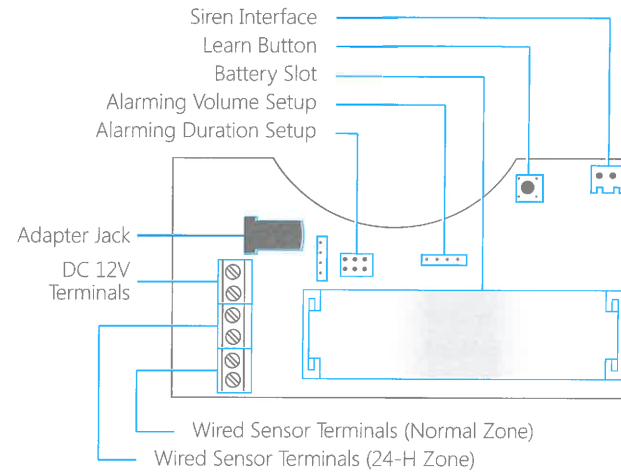 Siren Interface
Learn Button
Battery Slot
Alarming Volume Setup
Alarming Duration Setup
Adapter Jack
DC 12V
Terminals
Wired Sensor Terminals (Normal Zone)
Wired Sensor Terminals (24-H Zone)